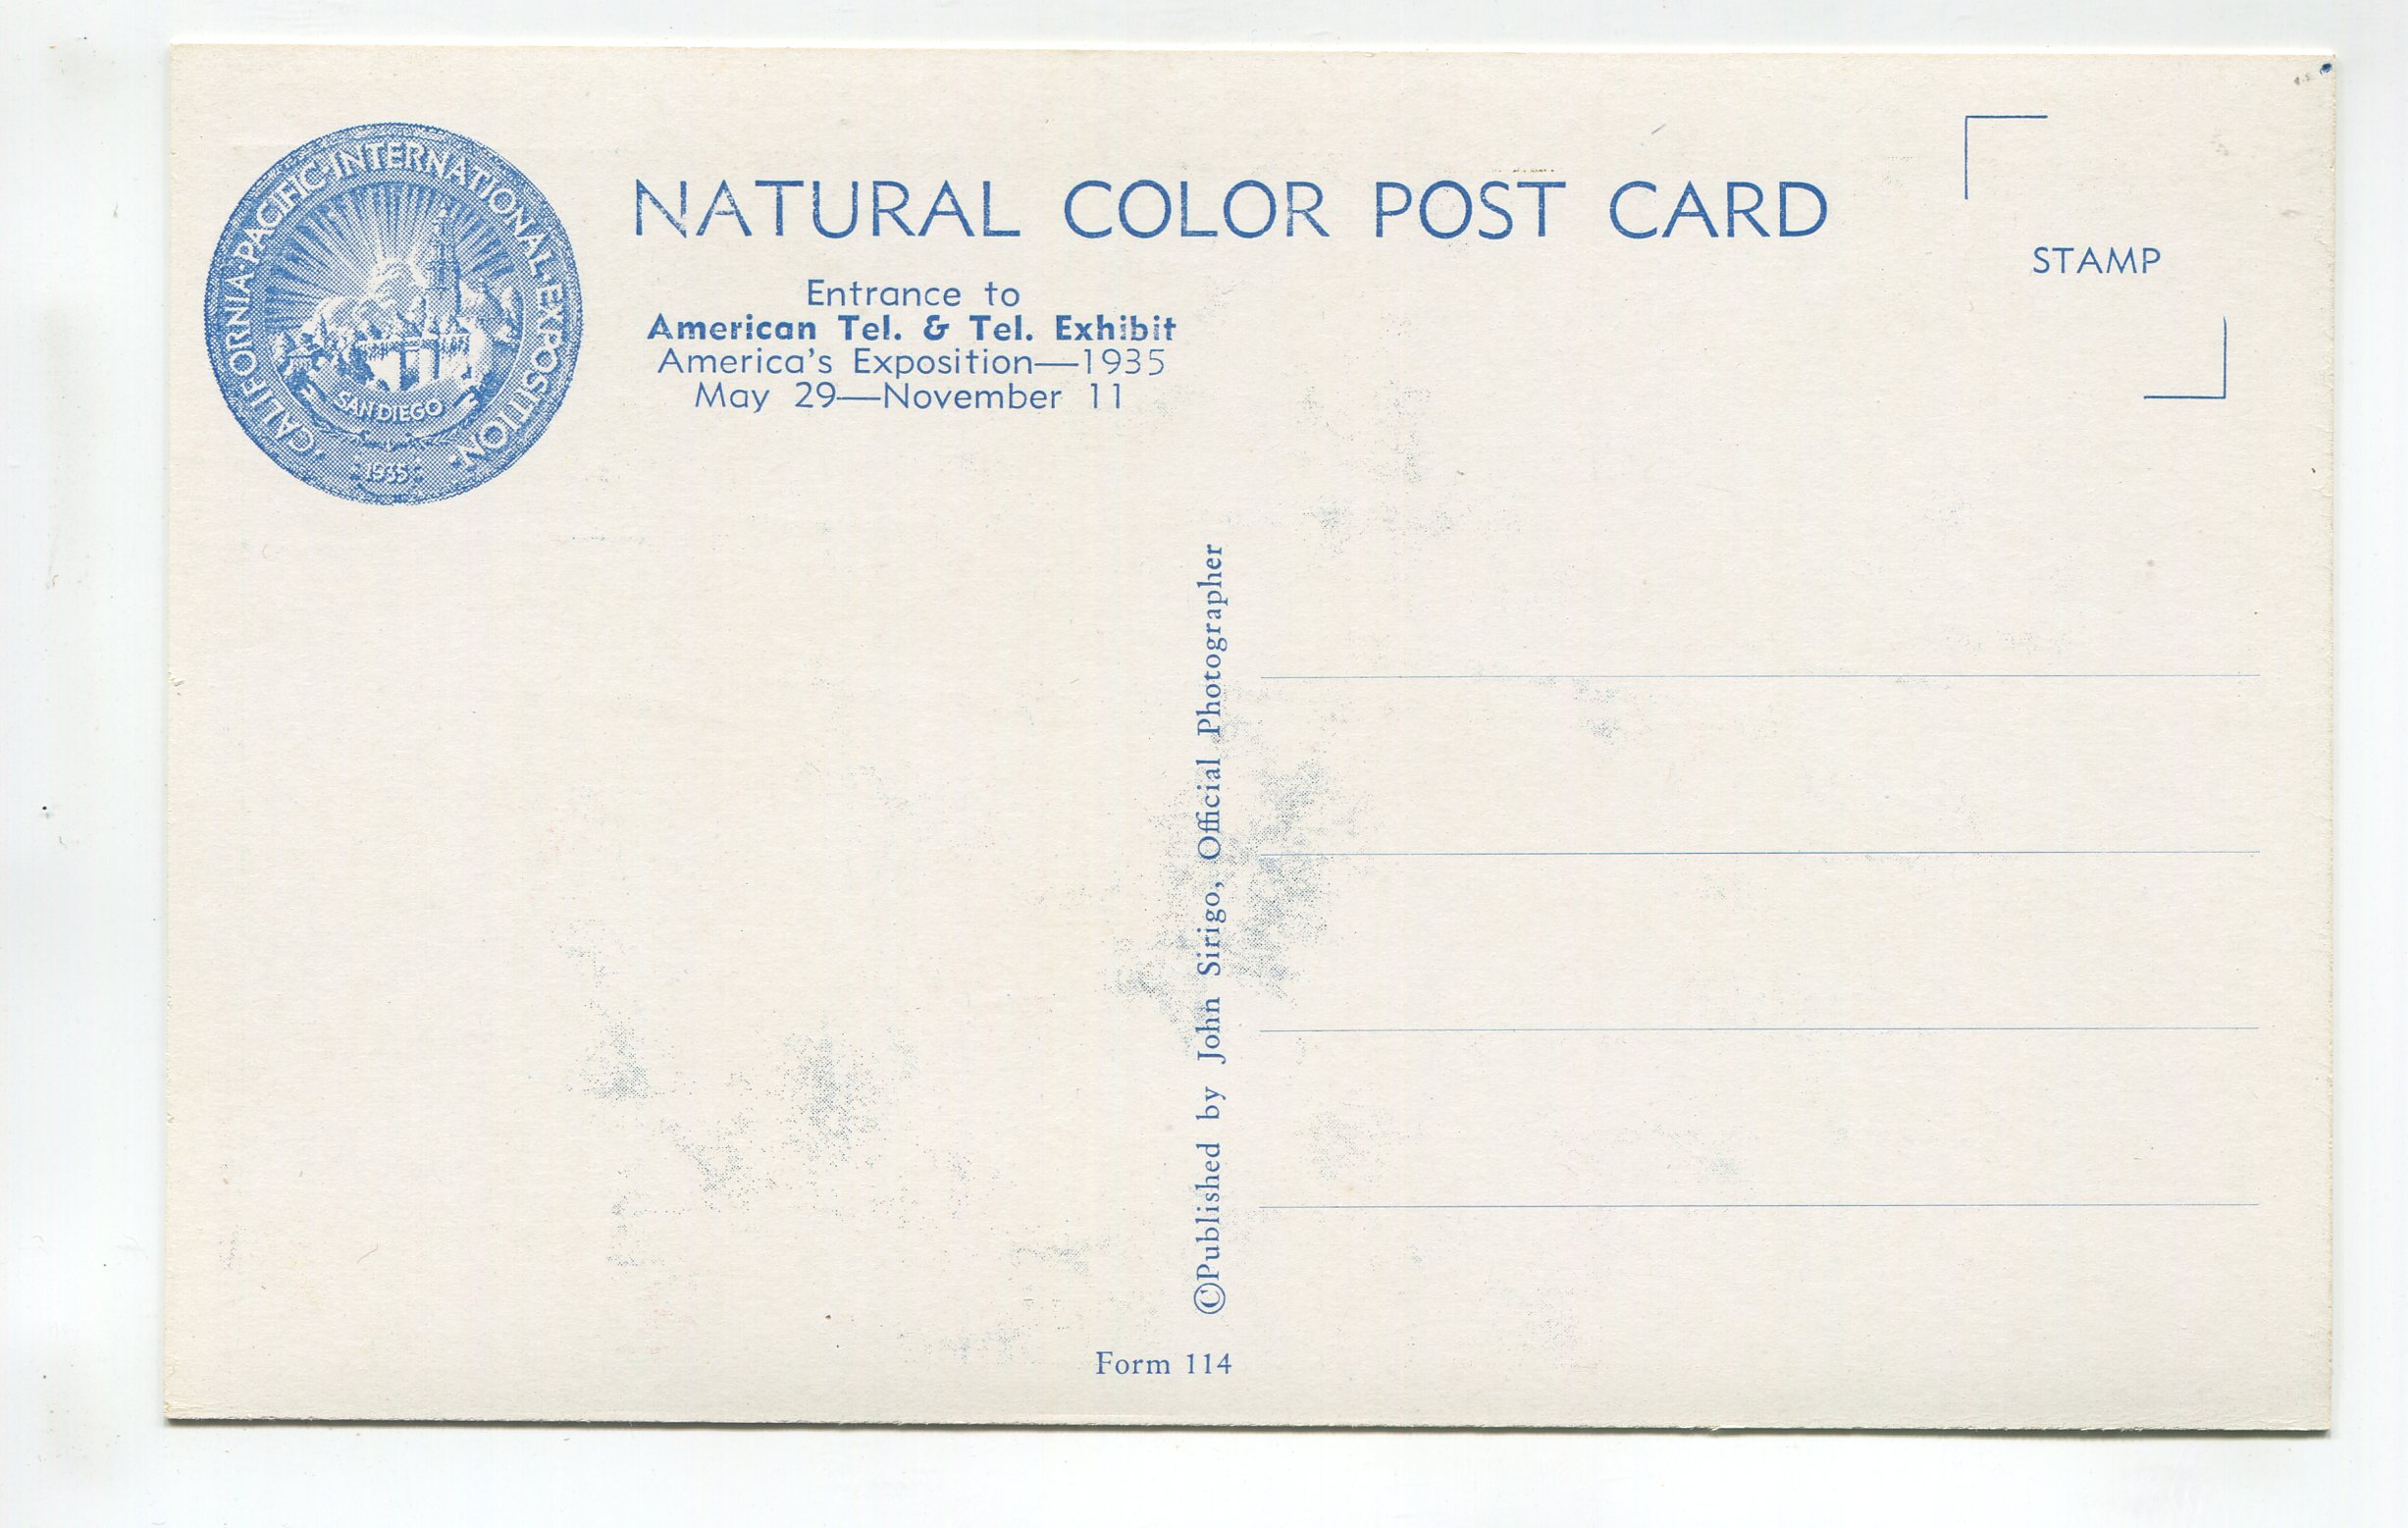 CALIFORNIA·PACIFIC·INTERNATIONAL·EXPOSITION
SAN DIEGO
1935
NATURAL COLOR POST CARD
Entrance to
American Tel. & Tel. Exhibit
America's Exposition—1935
May 29—November 11
STAMP
©Published by John Sirigo, Official Photographer
Form 114